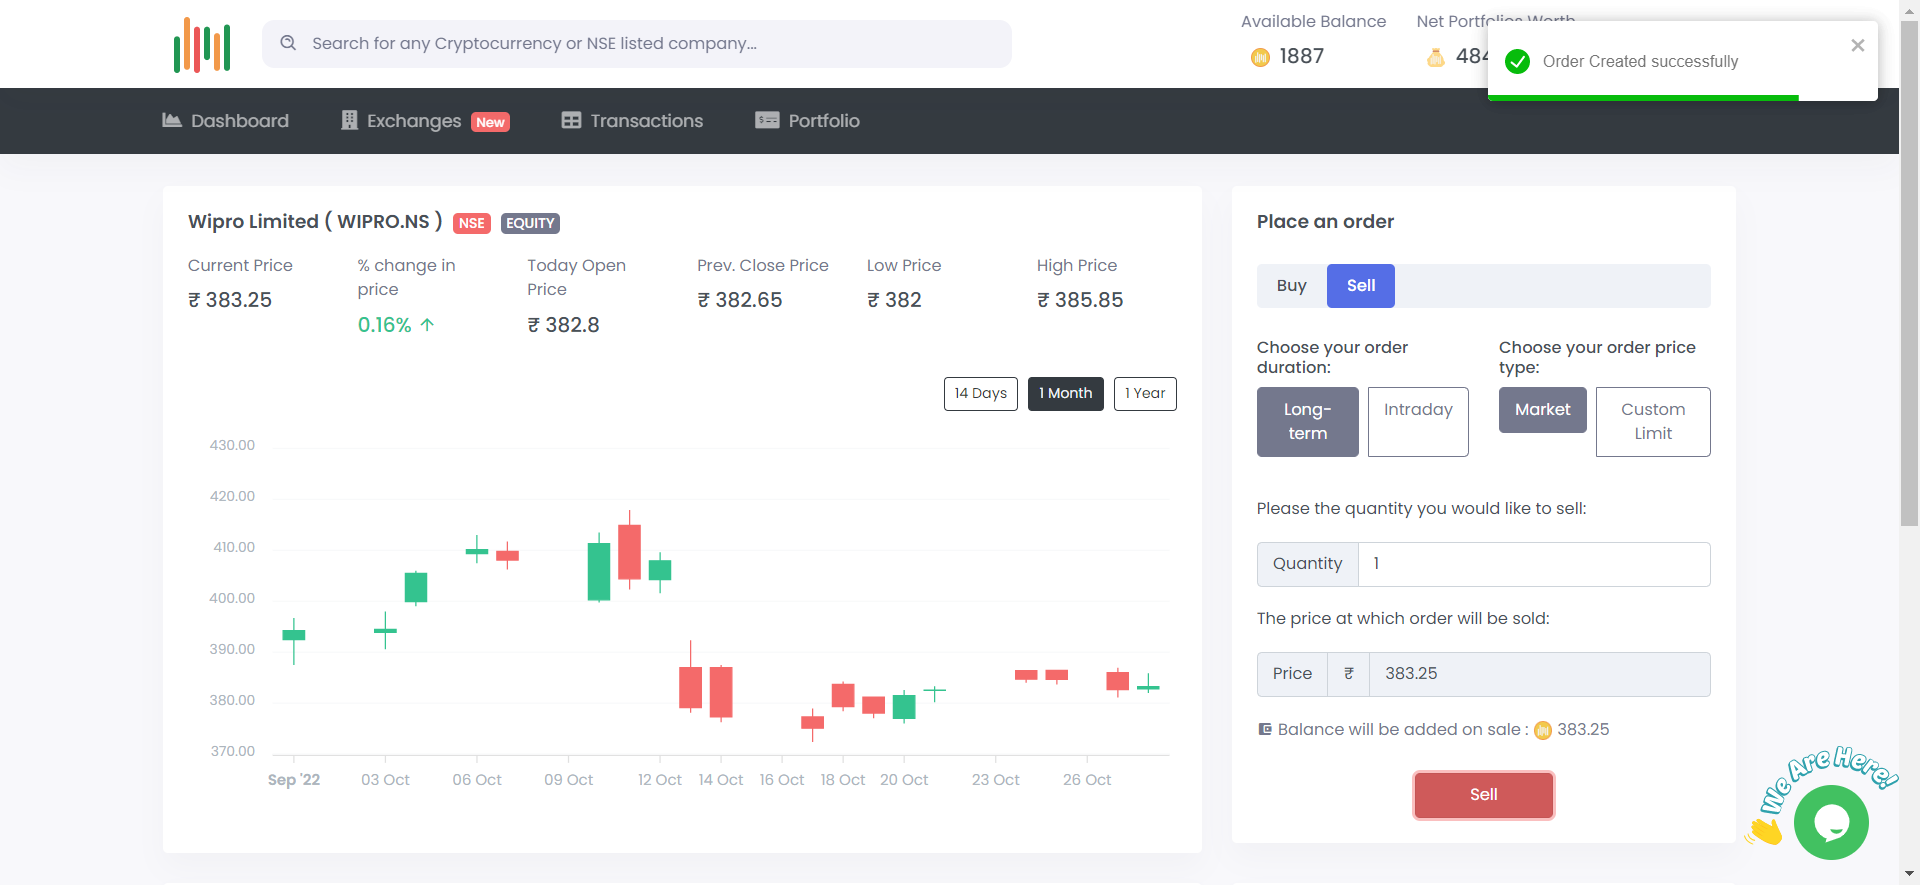 Search for any Cryptocurrency or NSE listed company...
Available Balance
1887
Net Portfolios Worth
484
Order Created successfully
Dashboard
Exchanges New
Transactions
Portfolio
Wipro Limited ( WIPRO.NS ) NSE EQUITY
Current Price
₹ 383.25
% change in
price
0.16%
Today Open
Price
₹ 382.8
Prev. Close Price
₹ 382.65
Low Price
₹ 382
High Price
₹ 385.85
14 Days
1 Month
1 Year
430.00
420.00
410.00
400.00
390.00
380.00
370.00
Sep '22
03 Oct
06 Oct
09 Oct
12 Oct
14 Oct
16 Oct
18 Oct
20 Oct
23 Oct
26 Oct
Place an order
Buy
Sell
Choose your order
duration:
Long-
term
Intraday
Choose your order price
type:
Market
Custom
Limit
Please the quantity you would like to sell:
Quantity
1
The price at which order will be sold:
Price
₹
383.25
Balance will be added on sale : 383.25
Sell
We Are Here!